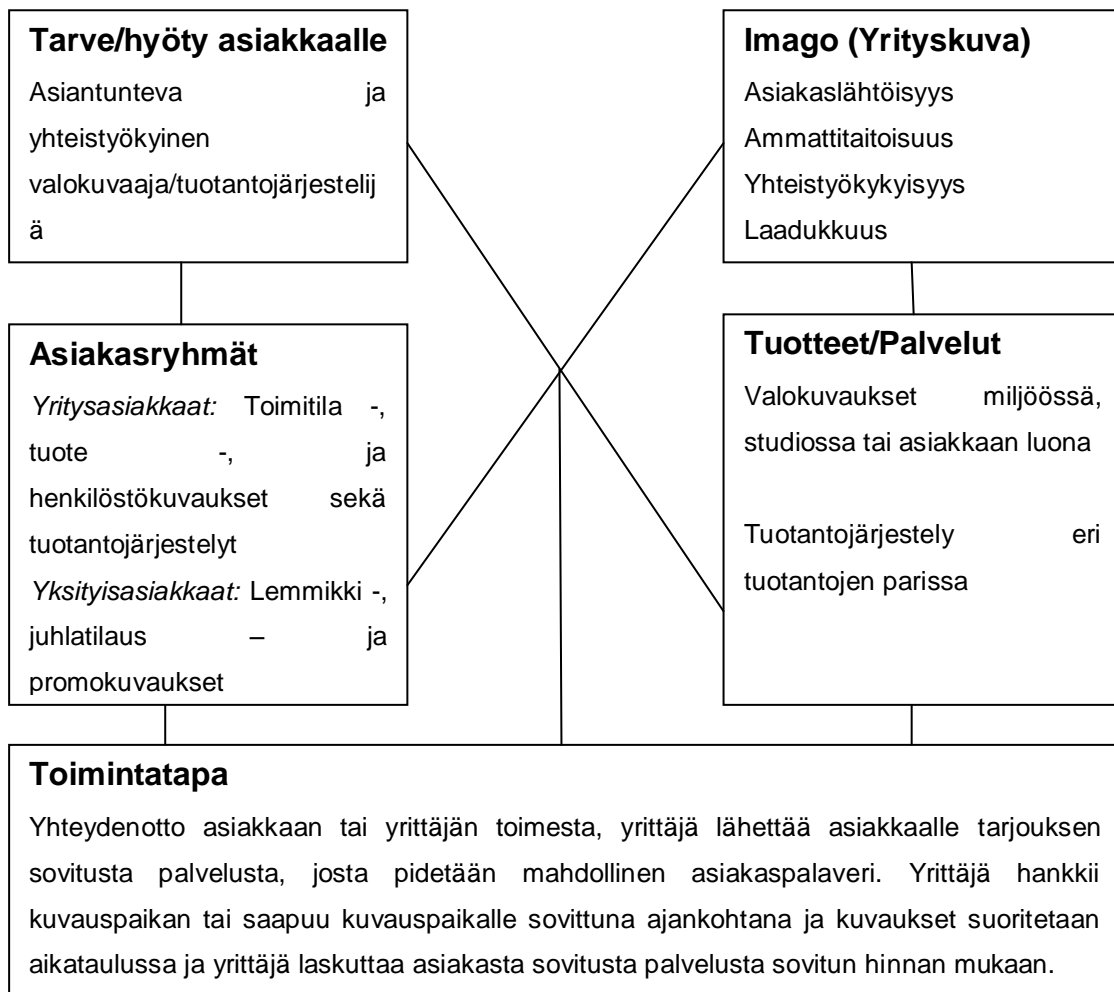 Tarve/hyöty asiakkaalle
Asiantunteva ja
yhteistyökyinen
valokuvaaja/tuotantojärjestelij
ä
Imago (Yrityskuva)
Asiakaslähtöisyys
Ammattitaitoisuus
Yhteistyökykyisyys
Laadukkuus
Asiakasryhmät
Yritysasiakkaat: Toimitila -,
tuote -, ja
henkilöstökuvaukset sekä
tuotantojärjestelyt
Yksityisasiakkaat: Lemmikki -,
juhlatilaus – ja
promokuvaukset
Tuotteet/Palvelut
Valokuvaukset miljöössä,
studiossa tai asiakkaan luona
Tuotantojärjestely eri
tuotantojen parissa
Toimintatapa
Yhteydenotto asiakkaan tai yrittäjän toimesta, yrittäjä lähettää asiakkaalle tarjouksen
sovitusta palvelusta, josta pidetään mahdollinen asiakaspalaveri. Yrittäjä hankkii
kuvauspaikan tai saapuu kuvauspaikalle sovittuna ajankohtana ja kuvaukset suoritetaan
aikataulussa ja yrittäjä laskuttaa asiakasta sovitusta palvelusta sovitun hinnan mukaan.